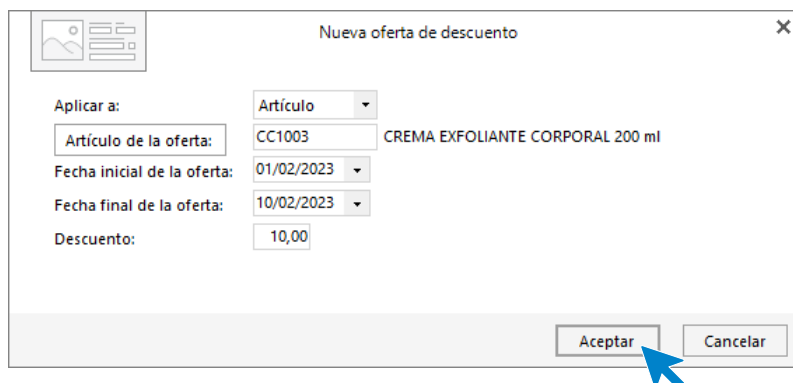 Nueva oferta de descuento
Aplicar a: Artículo
Artículo de la oferta: CC1003 CREMA EXFOLIANTE CORPORAL 200 ml
Fecha inicial de la oferta: 01/02/2023
Fecha final de la oferta: 10/02/2023
Descuento: 10,00
Aceptar Cancelar